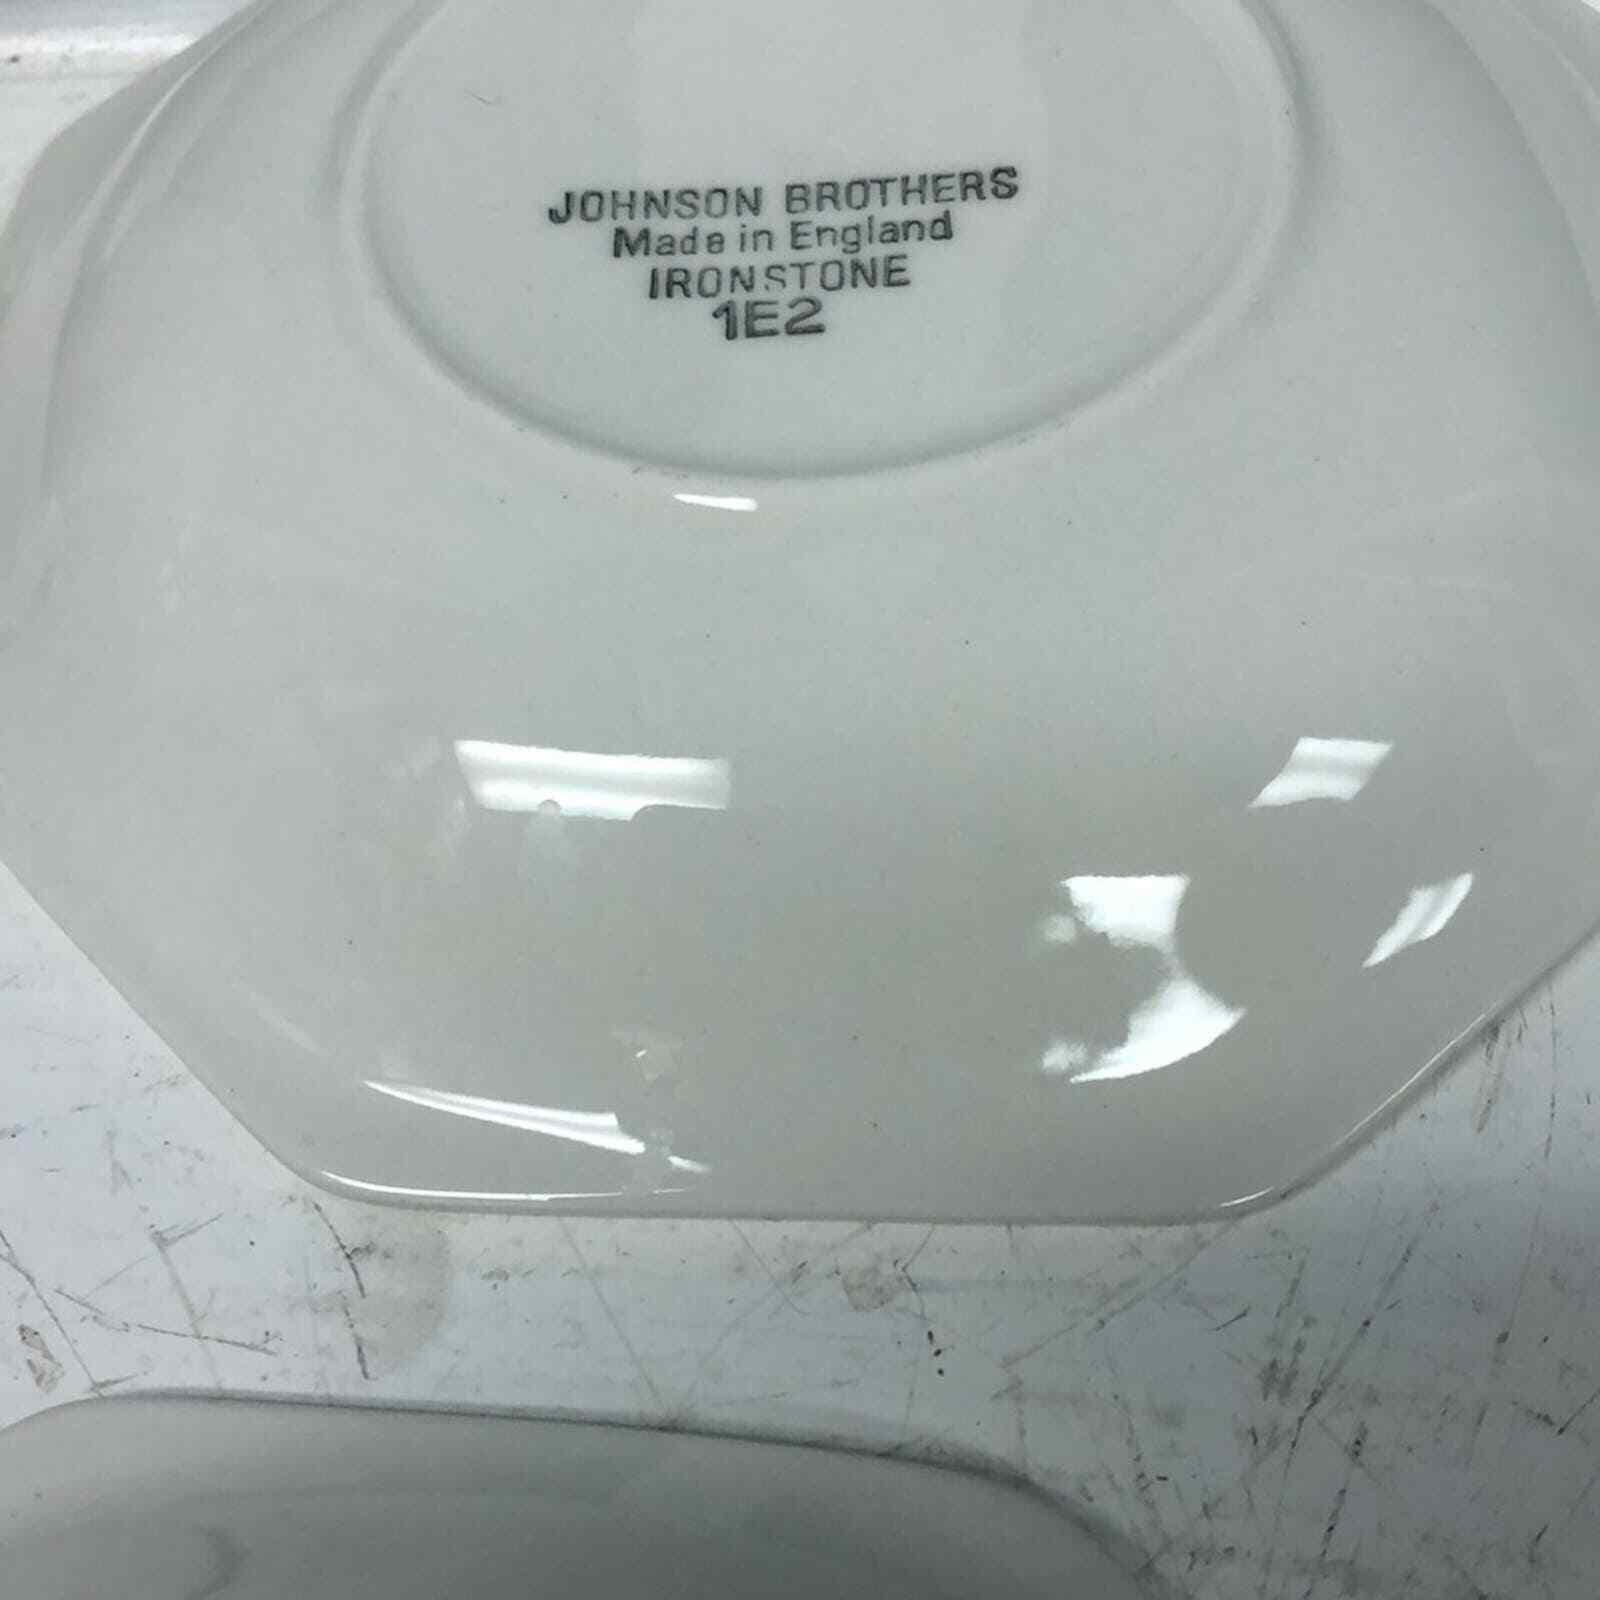 JOHNSON BROTHERS
Made in England
IRONSTONE
1E2